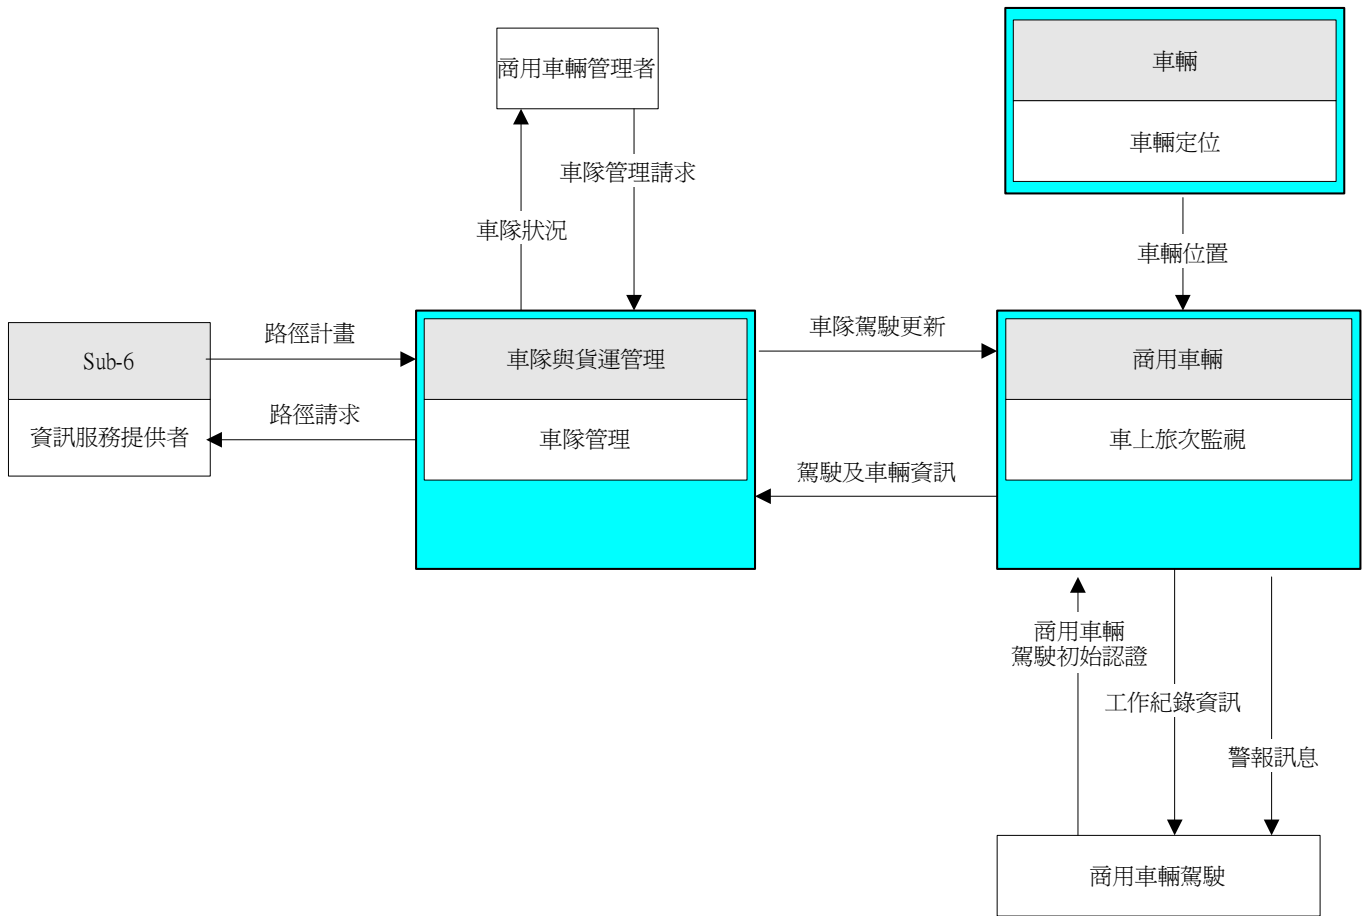 商用車輛管理者
車輛
車輛定位
車隊管理請求
車隊狀況
車輛位置
路徑計畫
車隊駕駛更新
Sub-6
車隊與貨運管理
商用車輛
路徑請求
資訊服務提供者
車隊管理
車上旅次監視
駕駛及車輛資訊
商用車輛
駕駛初始認證
工作紀錄資訊
警報訊息
商用車輛駕駛